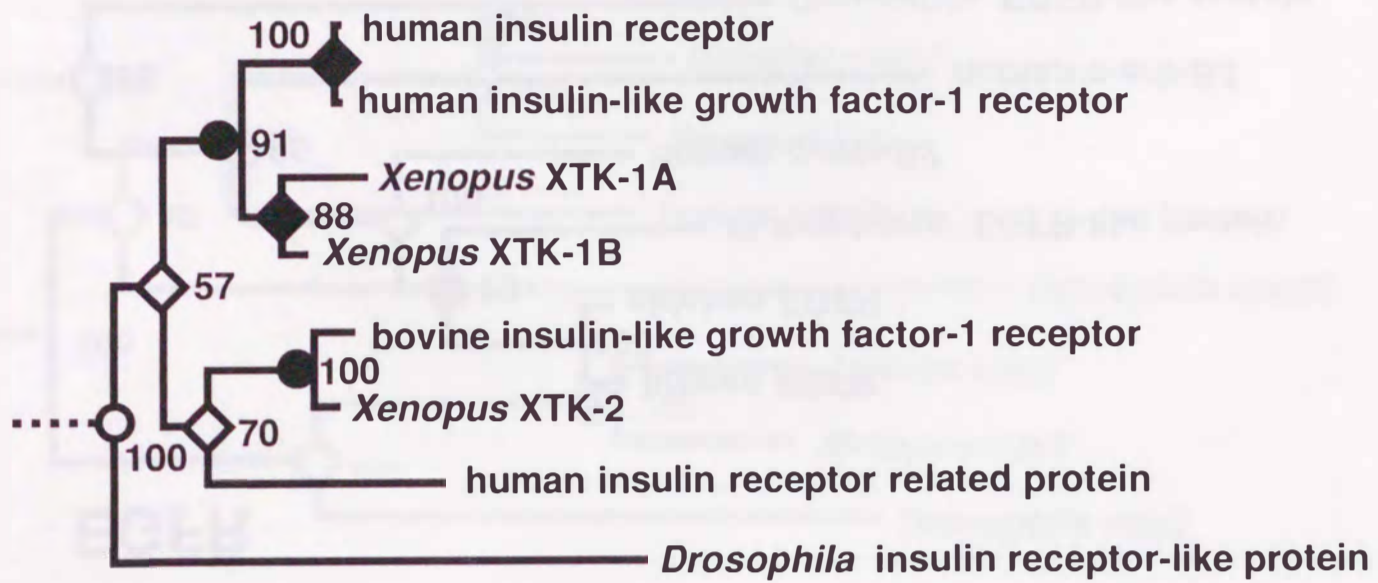 100 human insulin receptor
human insulin-like growth factor-1 receptor
91
Xenopus XTK-1A
88
Xenopus XTK-1B
57
bovine insulin-like growth factor-1 receptor
100
Xenopus XTK-2
70
100
human insulin receptor related protein
EGFR
Drosophila insulin receptor-like protein